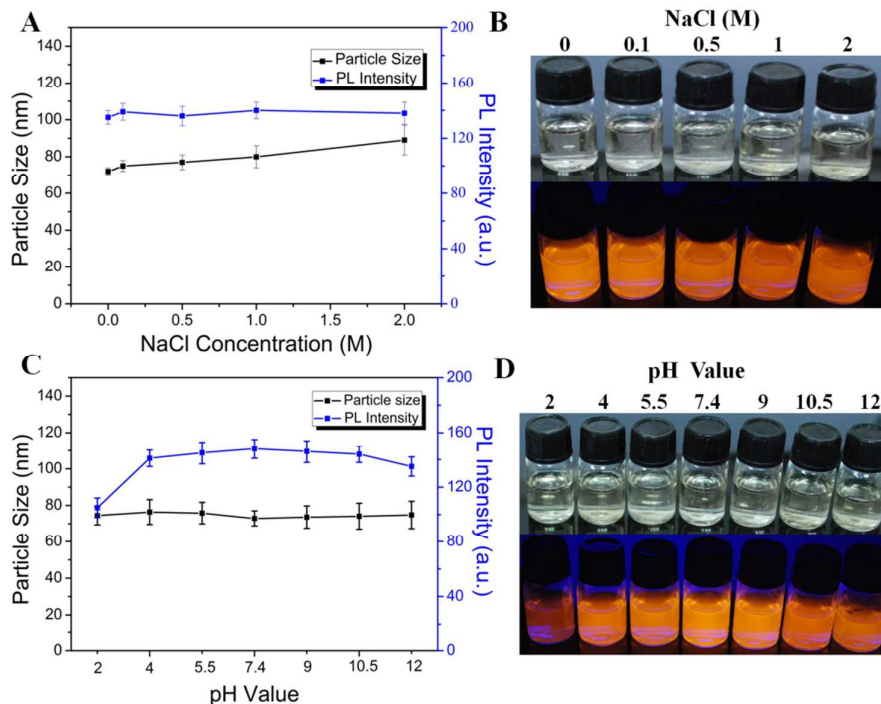 A
Particle Size (nm)
140
120
100
80
60
40
20
0
Particle Size
PL Intensity
200
160
120
80
40
0
PL Intensity (a.u.)
0.0 0.5 1.0 1.5 2.0
NaCl Concentration (M)
B
NaCl (M)
0 0.1 0.5 1 2
C
Particle Size (nm)
140
120
100
80
60
40
20
0
Particle size
PL Intensity
200
160
120
80
40
0
PL Intensity (a.u.)
2 4 5.5 7.4 9 10.5 12
pH Value
D
pH Value
2 4 5.5 7.4 9 10.5 12